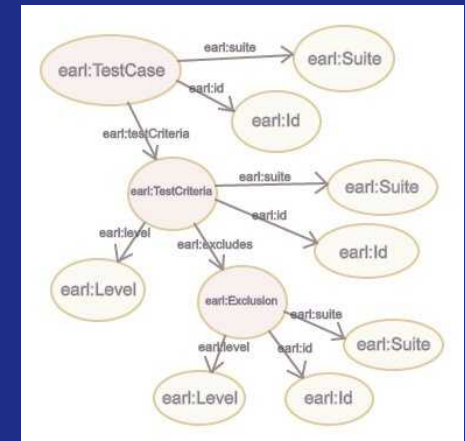 earl:suite
earl:TestCase
earl:Suite
earl:id
earl:Id
earl:testCriteria
earl:suite
earl:TestCriteria
earl:Suite
earl:id
earl:level
earl:excludes
earl:Id
earl:Level
earl:Exclusion
earl:suite
earl:level
earl:id
earl:Suite
earl:Level
earl:Id